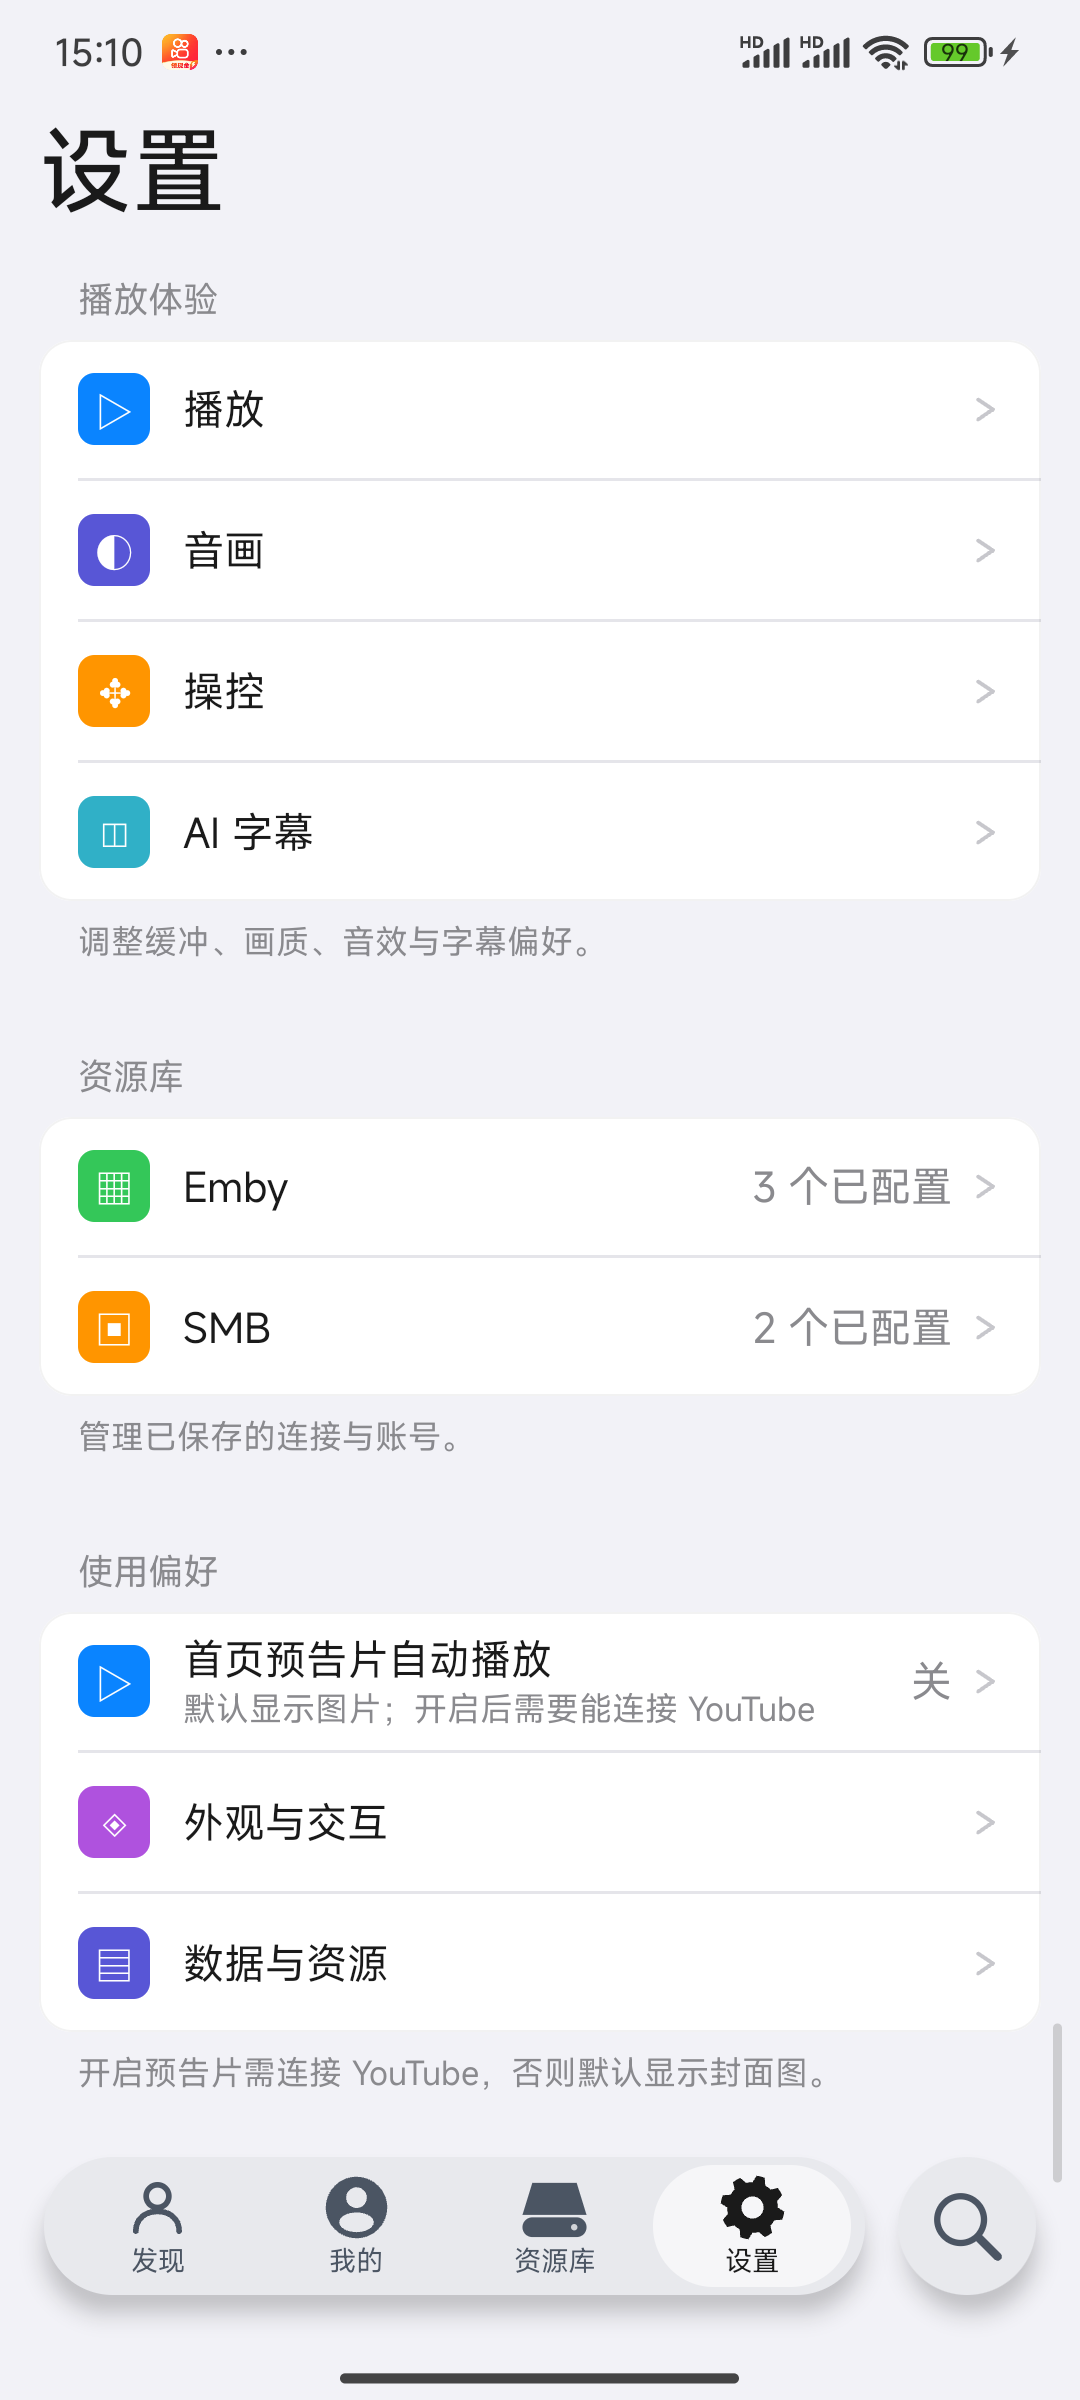 15:10
HD HD 99
设置
播放体验
播放
音画
操控
AI 字幕
调整缓冲、画质、音效与字幕偏好。
资源库
Emby 3 个已配置
SMB 2 个已配置
管理已保存的连接与账号。
使用偏好
首页预告片自动播放 关
默认显示图片；开启后需要能连接 YouTube
外观与交互
数据与资源
开启预告片需连接 YouTube，否则默认显示封面图。
发现 我的 资源库 设置